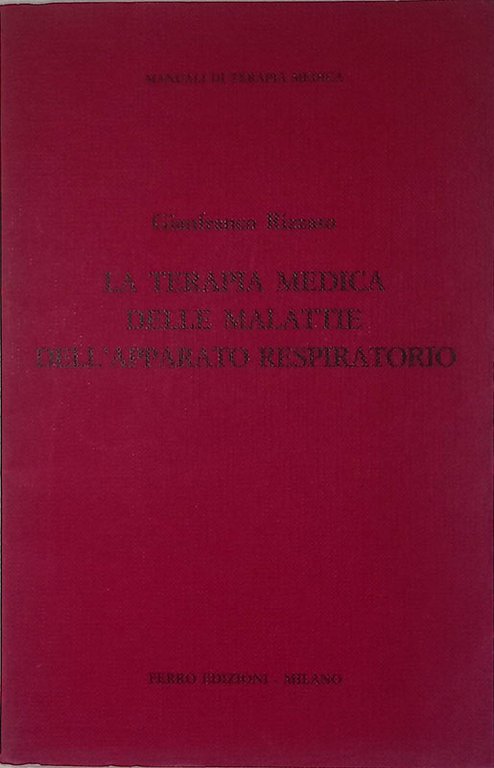 MANUALI DI TERAPIA MEDICA
Gianfranco Rizzato
LA TERAPIA MEDICA
DELLE MALATTIE
DELL'APPARATO RESPIRATORIO
FERRO EDIZIONI - MILANO